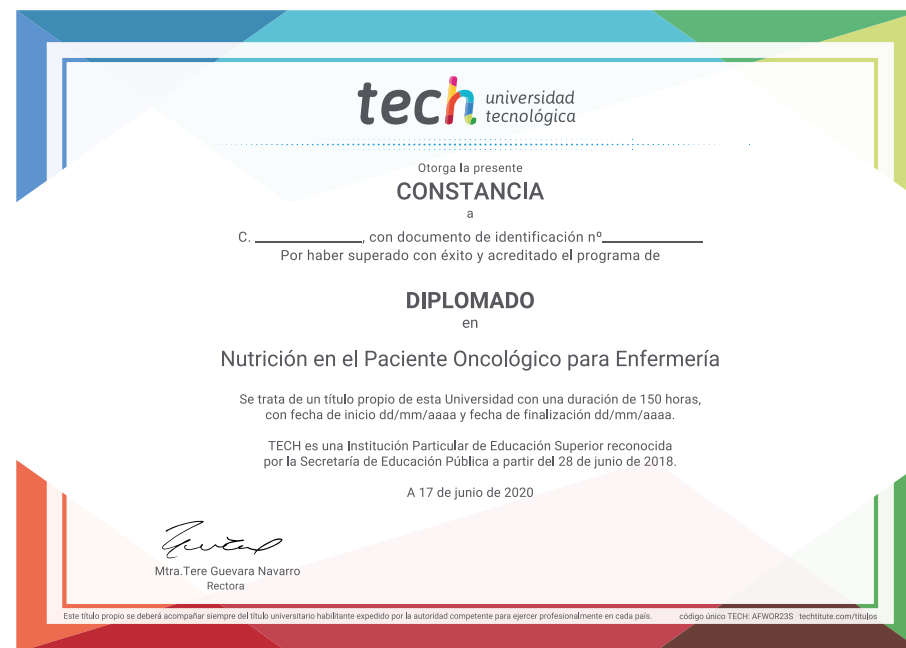 tech universidad
tecnológica
Otorga la presente
CONSTANCIA
a
C. ____________, con documento de identificación nº____________
Por haber superado con éxito y acreditado el programa de
DIPLOMADO
en
Nutrición en el Paciente Oncológico para Enfermería
Se trata de un título propio de esta Universidad con una duración de 150 horas,
con fecha de inicio dd/mm/aaaa y fecha de finalización dd/mm/aaaa.
TECH es una Institución Particular de Educación Superior reconocida
por la Secretaría de Educación Pública a partir del 28 de junio de 2018.
A 17 de junio de 2020
Mtra.Tere Guevara Navarro
Rectora
Este título propio se deberá acompañar siempre del título universitario habilitante expedido por la autoridad competente para ejercer profesionalmente en cada país. código único TECH: AFWOR23S techtitute.com/titulos